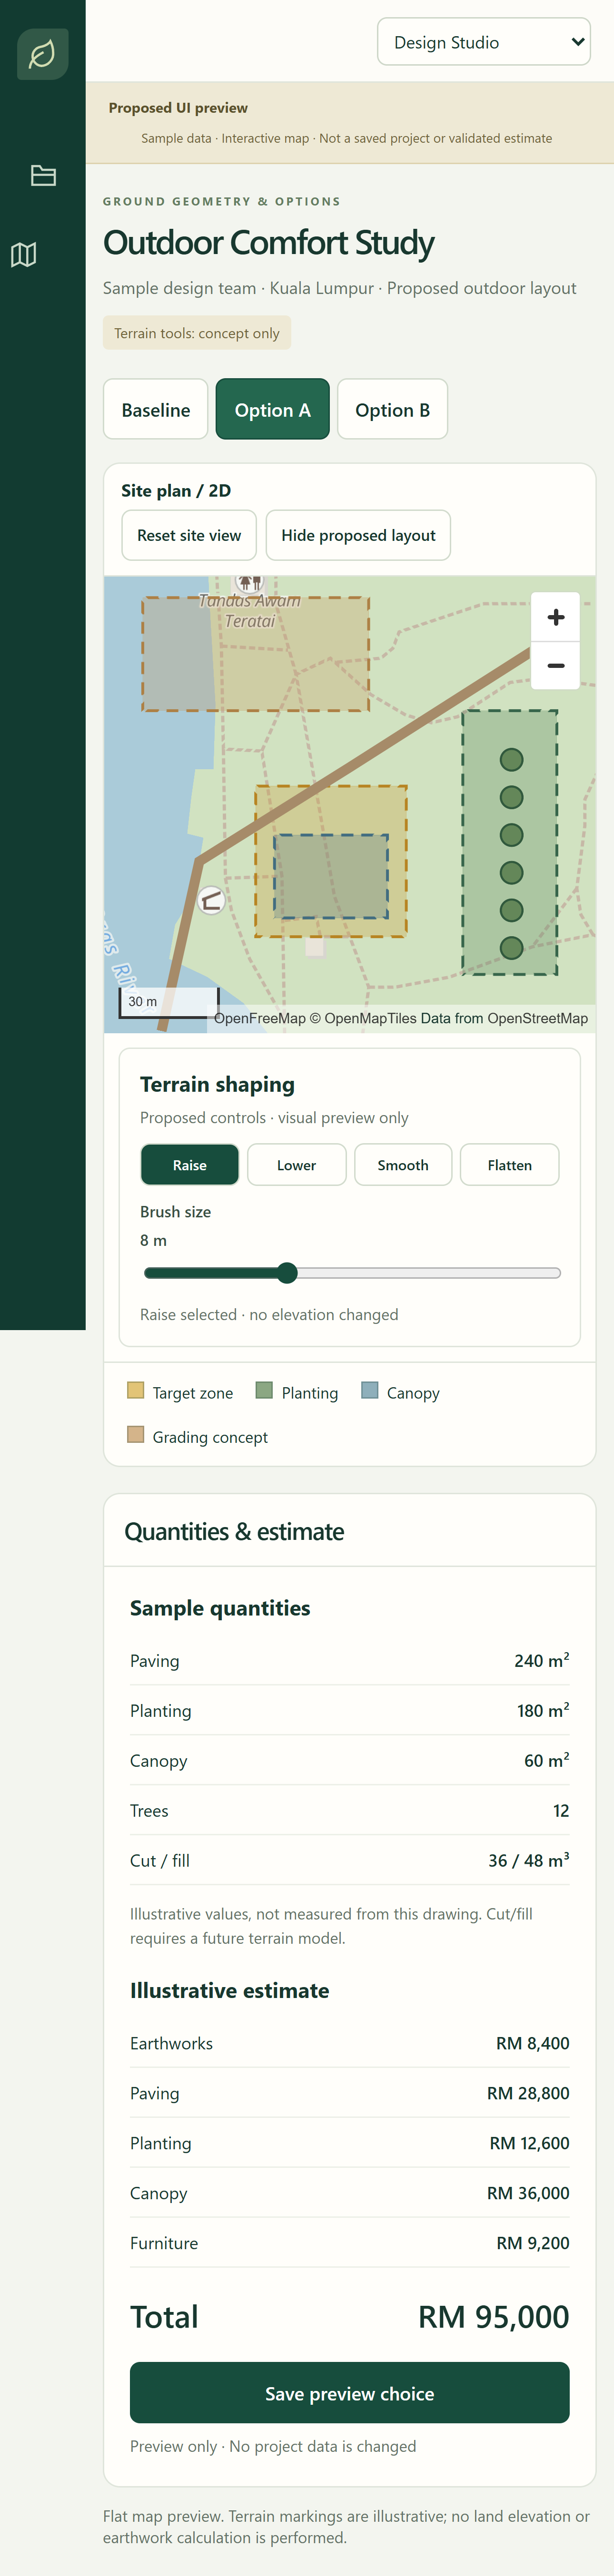 Design Studio
Proposed UI preview
Sample data · Interactive map · Not a saved project or validated estimate
GROUND GEOMETRY & OPTIONS
Outdoor Comfort Study
Sample design team · Kuala Lumpur · Proposed outdoor layout
Terrain tools: concept only
Baseline
Option A
Option B
Site plan / 2D
Reset site view
Hide proposed layout
Tandas Awam
Teratai
+
−
30 m
OpenFreeMap © OpenMapTiles Data from OpenStreetMap
Terrain shaping
Proposed controls · visual preview only
Raise
Lower
Smooth
Flatten
Brush size
8 m
Raise selected · no elevation changed
Target zone
Planting
Canopy
Grading concept
Quantities & estimate
Sample quantities
Paving 240 m²
Planting 180 m²
Canopy 60 m²
Trees 12
Cut / fill 36 / 48 m³
Illustrative values, not measured from this drawing. Cut/fill
requires a future terrain model.
Illustrative estimate
Earthworks RM 8,400
Paving RM 28,800
Planting RM 12,600
Canopy RM 36,000
Furniture RM 9,200
Total RM 95,000
Save preview choice
Preview only · No project data is changed
Flat map preview. Terrain markings are illustrative; no land elevation or
earthwork calculation is performed.